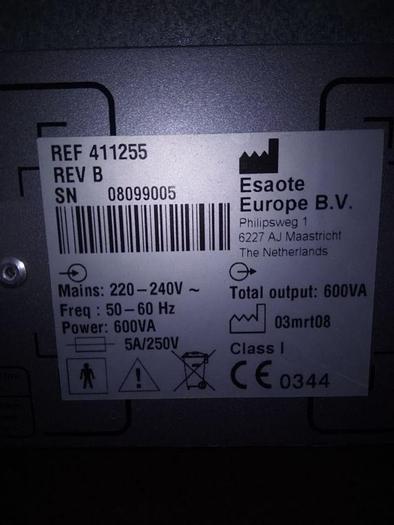 REF 411255
REV B
SN 08099005
Esaote
Europe B.V.
Philipsweg 1
6227 AJ Maastricht
The Netherlands
Mains: 220-240V ~
Freq : 50-60 Hz
Power: 600VA
5A/250V
Total output: 600VA
03mrt08
Class I
CE 0344